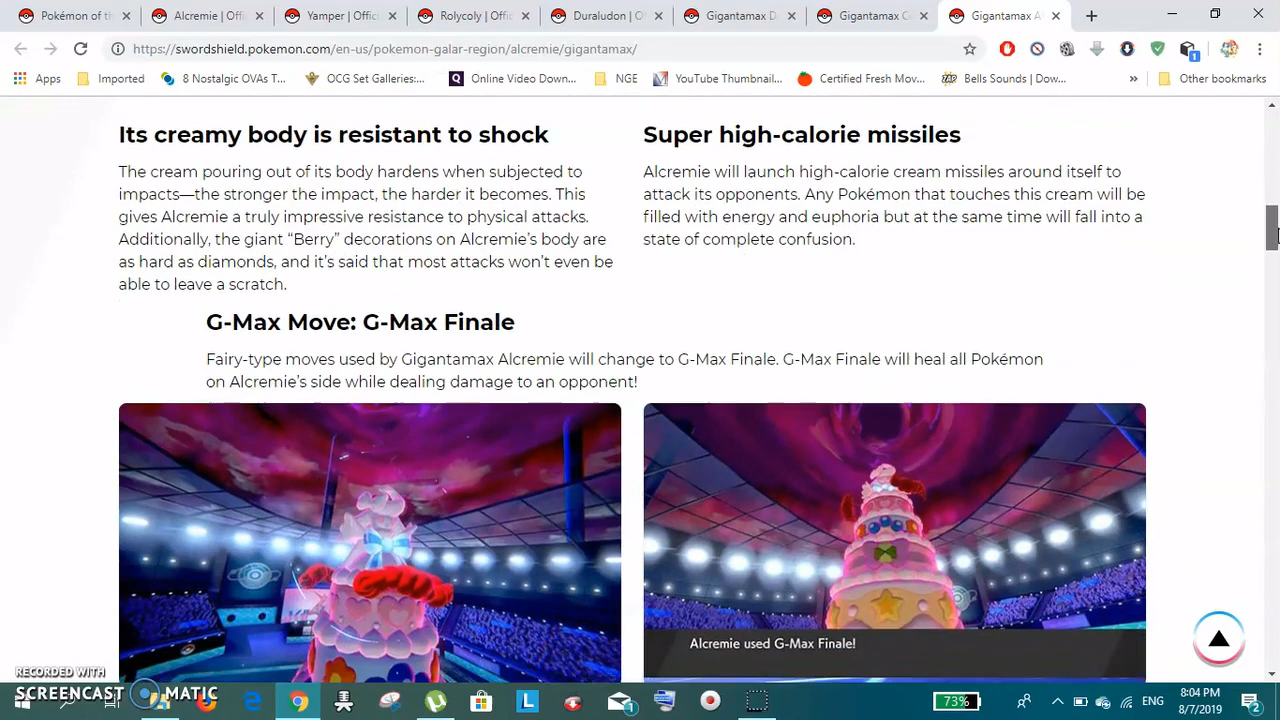 Pokémon of th
Alcremie | Offi
Yamper | Offici
Rolycoly | Offic
Duraludon | O
Gigantamax D
Gigantamax C
Gigantamax A
https://swordshield.pokemon.com/en-us/pokemon-galar-region/alcremie/gigantamax/
1
Apps
Imported
8 Nostalgic OVAs T...
OCG Set Galleries:...
Online Video Down...
NGE
YouTube Thumbnail...
Certified Fresh Mov...
Bells Sounds | Dow...
Other bookmarks
Its creamy body is resistant to shock
The cream pouring out of its body hardens when subjected to
impacts—the stronger the impact, the harder it becomes. This
gives Alcremie a truly impressive resistance to physical attacks.
Additionally, the giant “Berry” decorations on Alcremie’s body are
as hard as diamonds, and it’s said that most attacks won’t even be
able to leave a scratch.
Super high-calorie missiles
Alcremie will launch high-calorie cream missiles around itself to
attack its opponents. Any Pokémon that touches this cream will be
filled with energy and euphoria but at the same time will fall into a
state of complete confusion.
G-Max Move: G-Max Finale
Fairy-type moves used by Gigantamax Alcremie will change to G-Max Finale. G-Max Finale will heal all Pokémon
on Alcremie’s side while dealing damage to an opponent!
Alcremie used G-Max Finale!
RECORDED WITH
SCREENCAST MATIC
1
73%
ENG
8:04 PM
8/7/2019
2